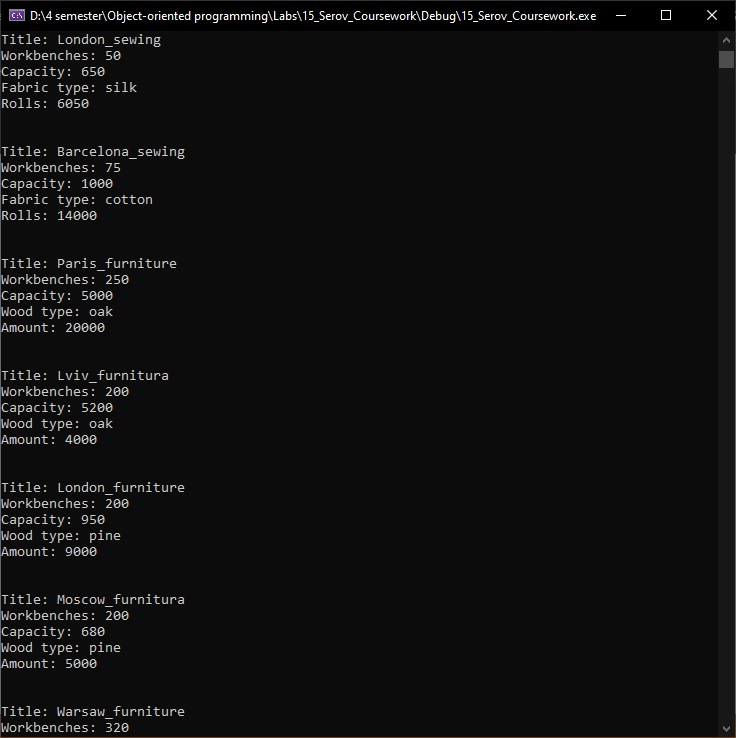 D:\4 semester\Object-oriented programming\Labs\15_Serov_Coursework\Debug\15_Serov_Coursework.exe
Title: London_sewing
Workbenches: 50
Capacity: 650
Fabric type: silk
Rolls: 6050
Title: Barcelona_sewing
Workbenches: 75
Capacity: 1000
Fabric type: cotton
Rolls: 14000
Title: Paris_furniture
Workbenches: 250
Capacity: 5000
Wood type: oak
Amount: 20000
Title: Lviv_furnitura
Workbenches: 200
Capacity: 5200
Wood type: oak
Amount: 4000
Title: London_furniture
Workbenches: 200
Capacity: 950
Wood type: pine
Amount: 9000
Title: Moscow_furnitura
Workbenches: 200
Capacity: 680
Wood type: pine
Amount: 5000
Title: Warsaw_furniture
Workbenches: 320